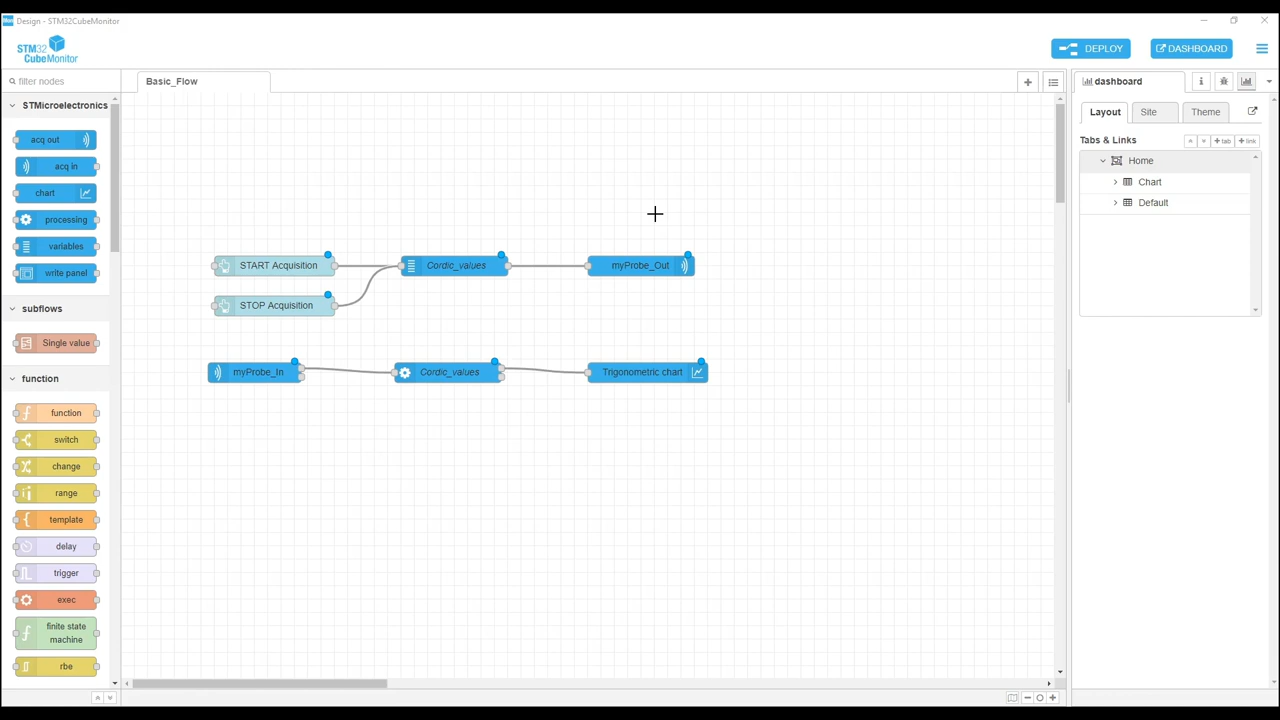 Design - STM32CubeMonitor
STM32
CubeMonitor
DEPLOY
DASHBOARD
filter nodes
STMicroelectronics
acq out
acq in
chart
processing
variables
write panel
subflows
Single value
function
function
switch
change
range
template
delay
trigger
exec
finite state
machine
rbe
Basic_Flow
START Acquisition
Cordic_values
myProbe_Out
STOP Acquisition
myProbe_In
Cordic_values
Trigonometric chart
dashboard
Layout
Site
Theme
Tabs & Links
+ tab
+ link
Home
Chart
Default